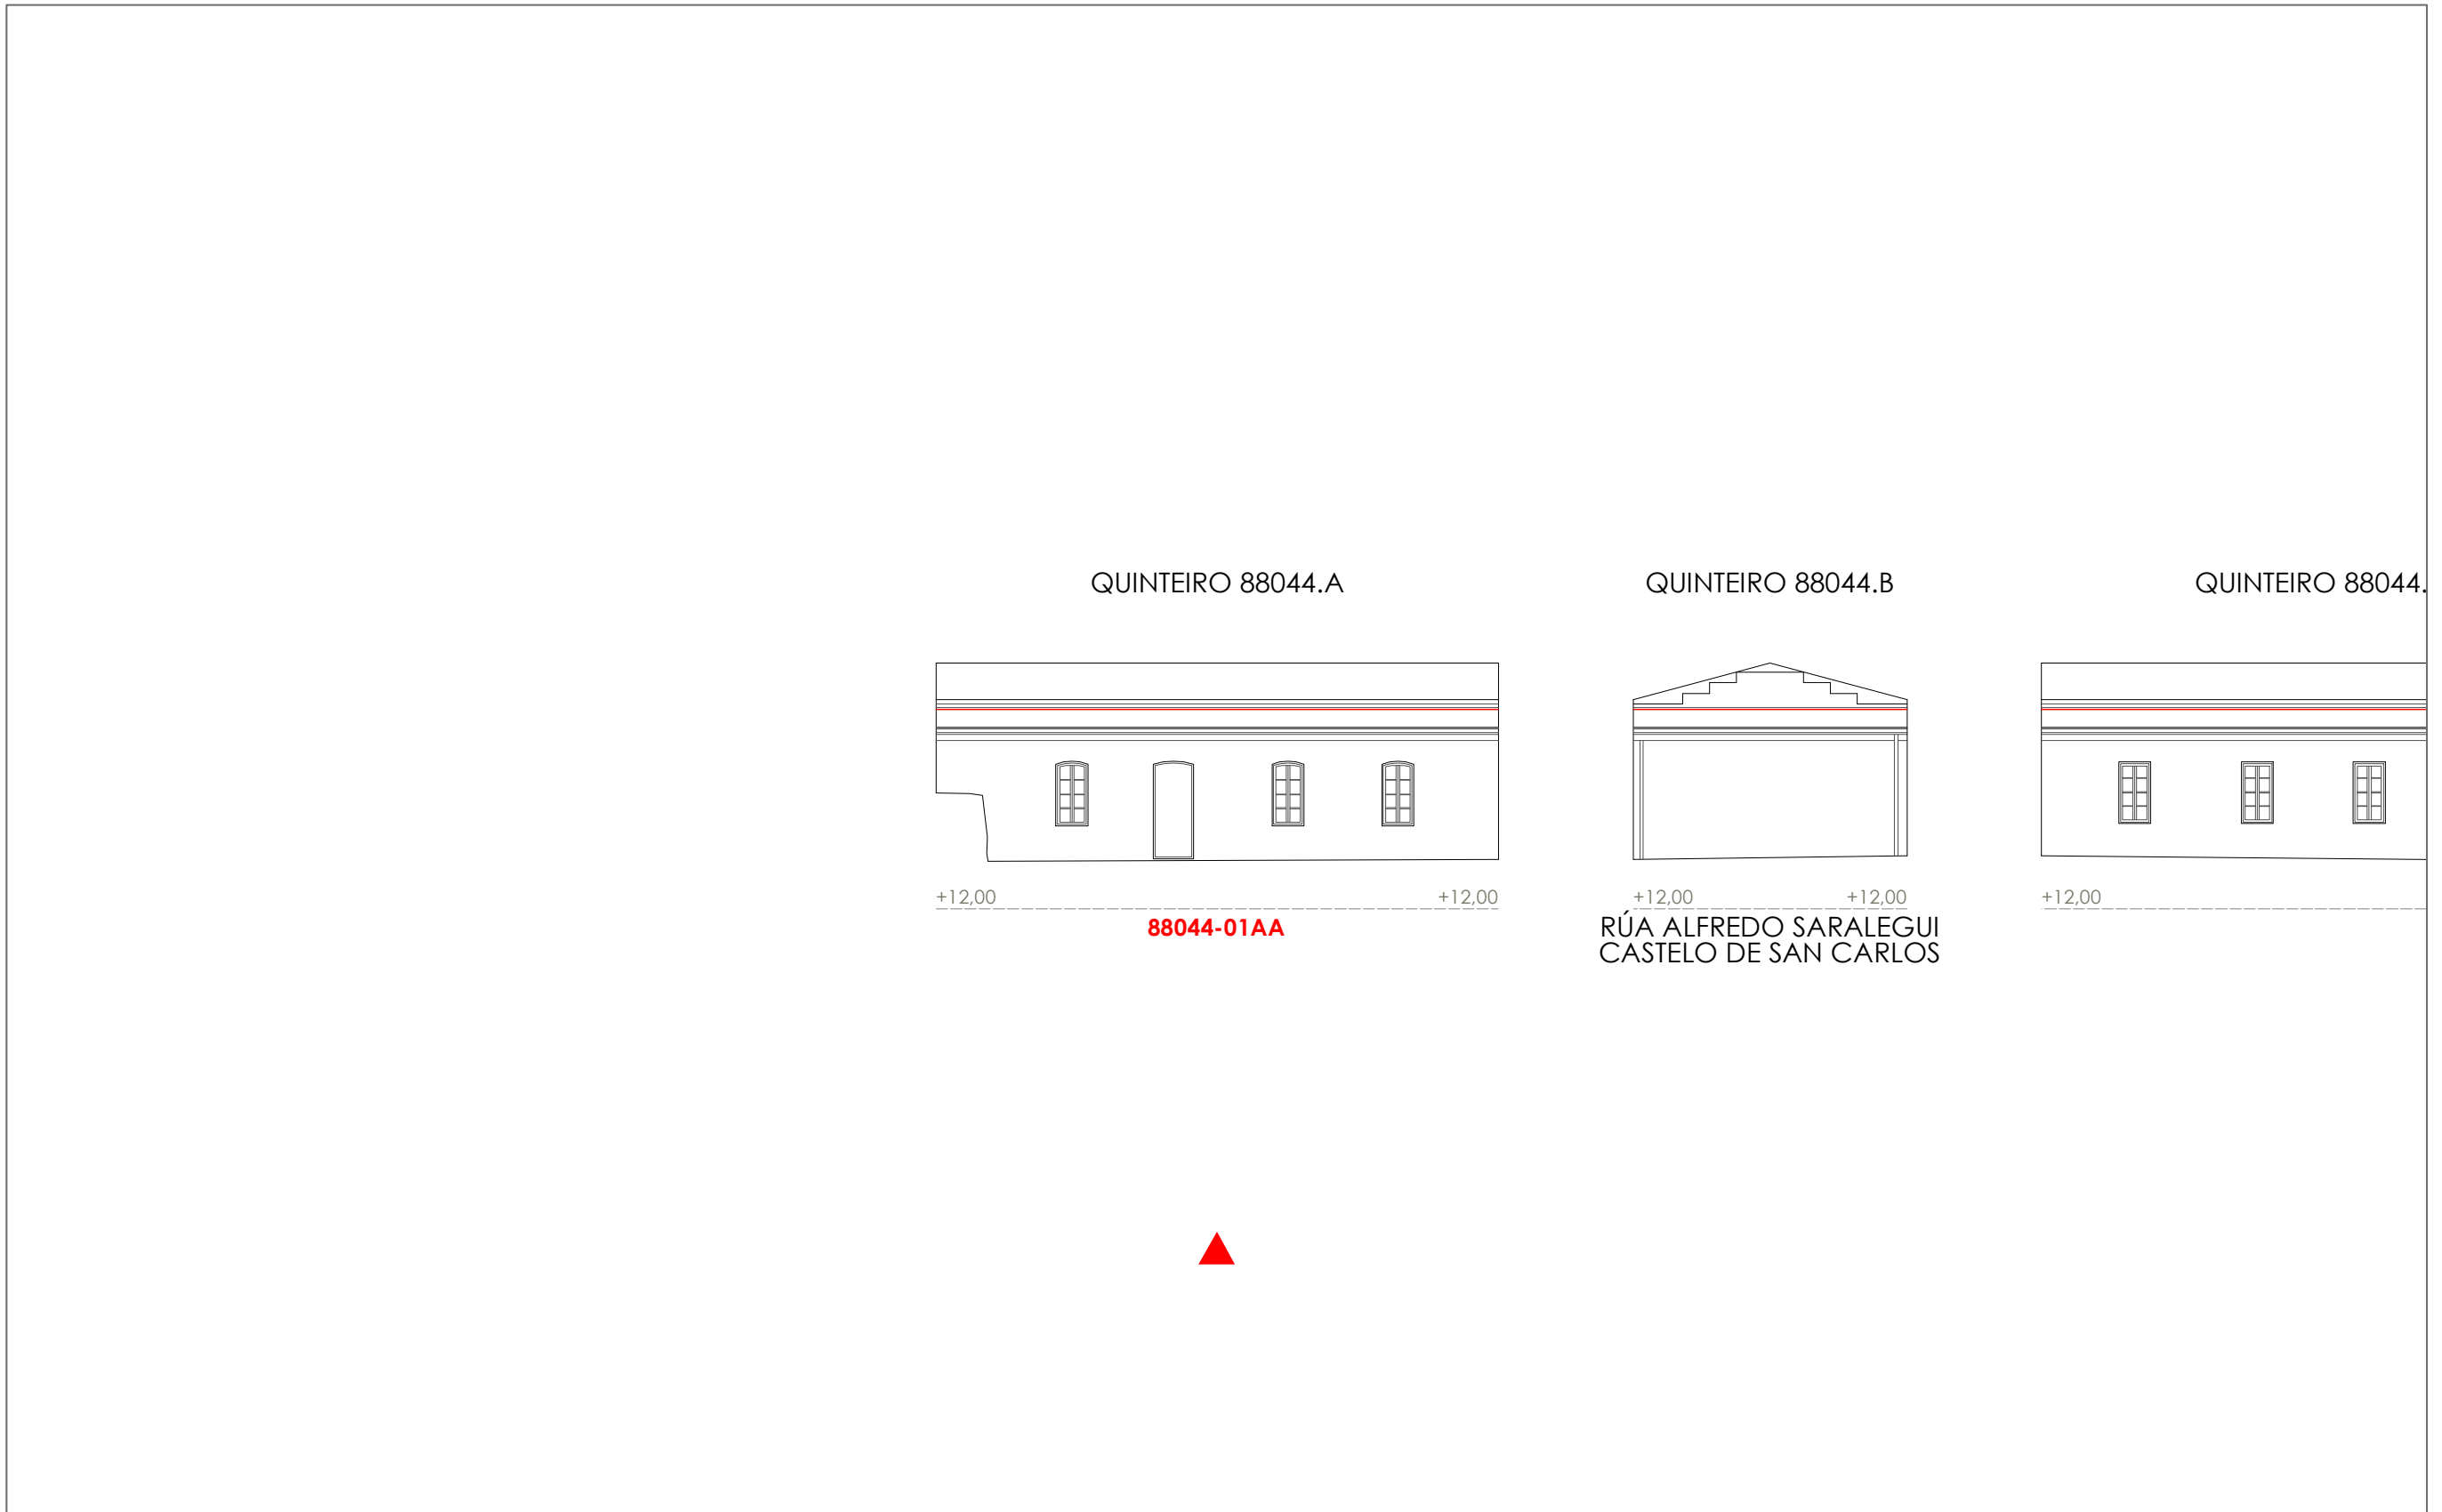 QUINTEIRO 88044.A
QUINTEIRO 88044.B
QUINTEIRO 88044.
+12,00
+12,00
+12,00
+12,00
+12,00
88044-01AA
RÚA ALFREDO SARALEGUI
CASTELO DE SAN CARLOS